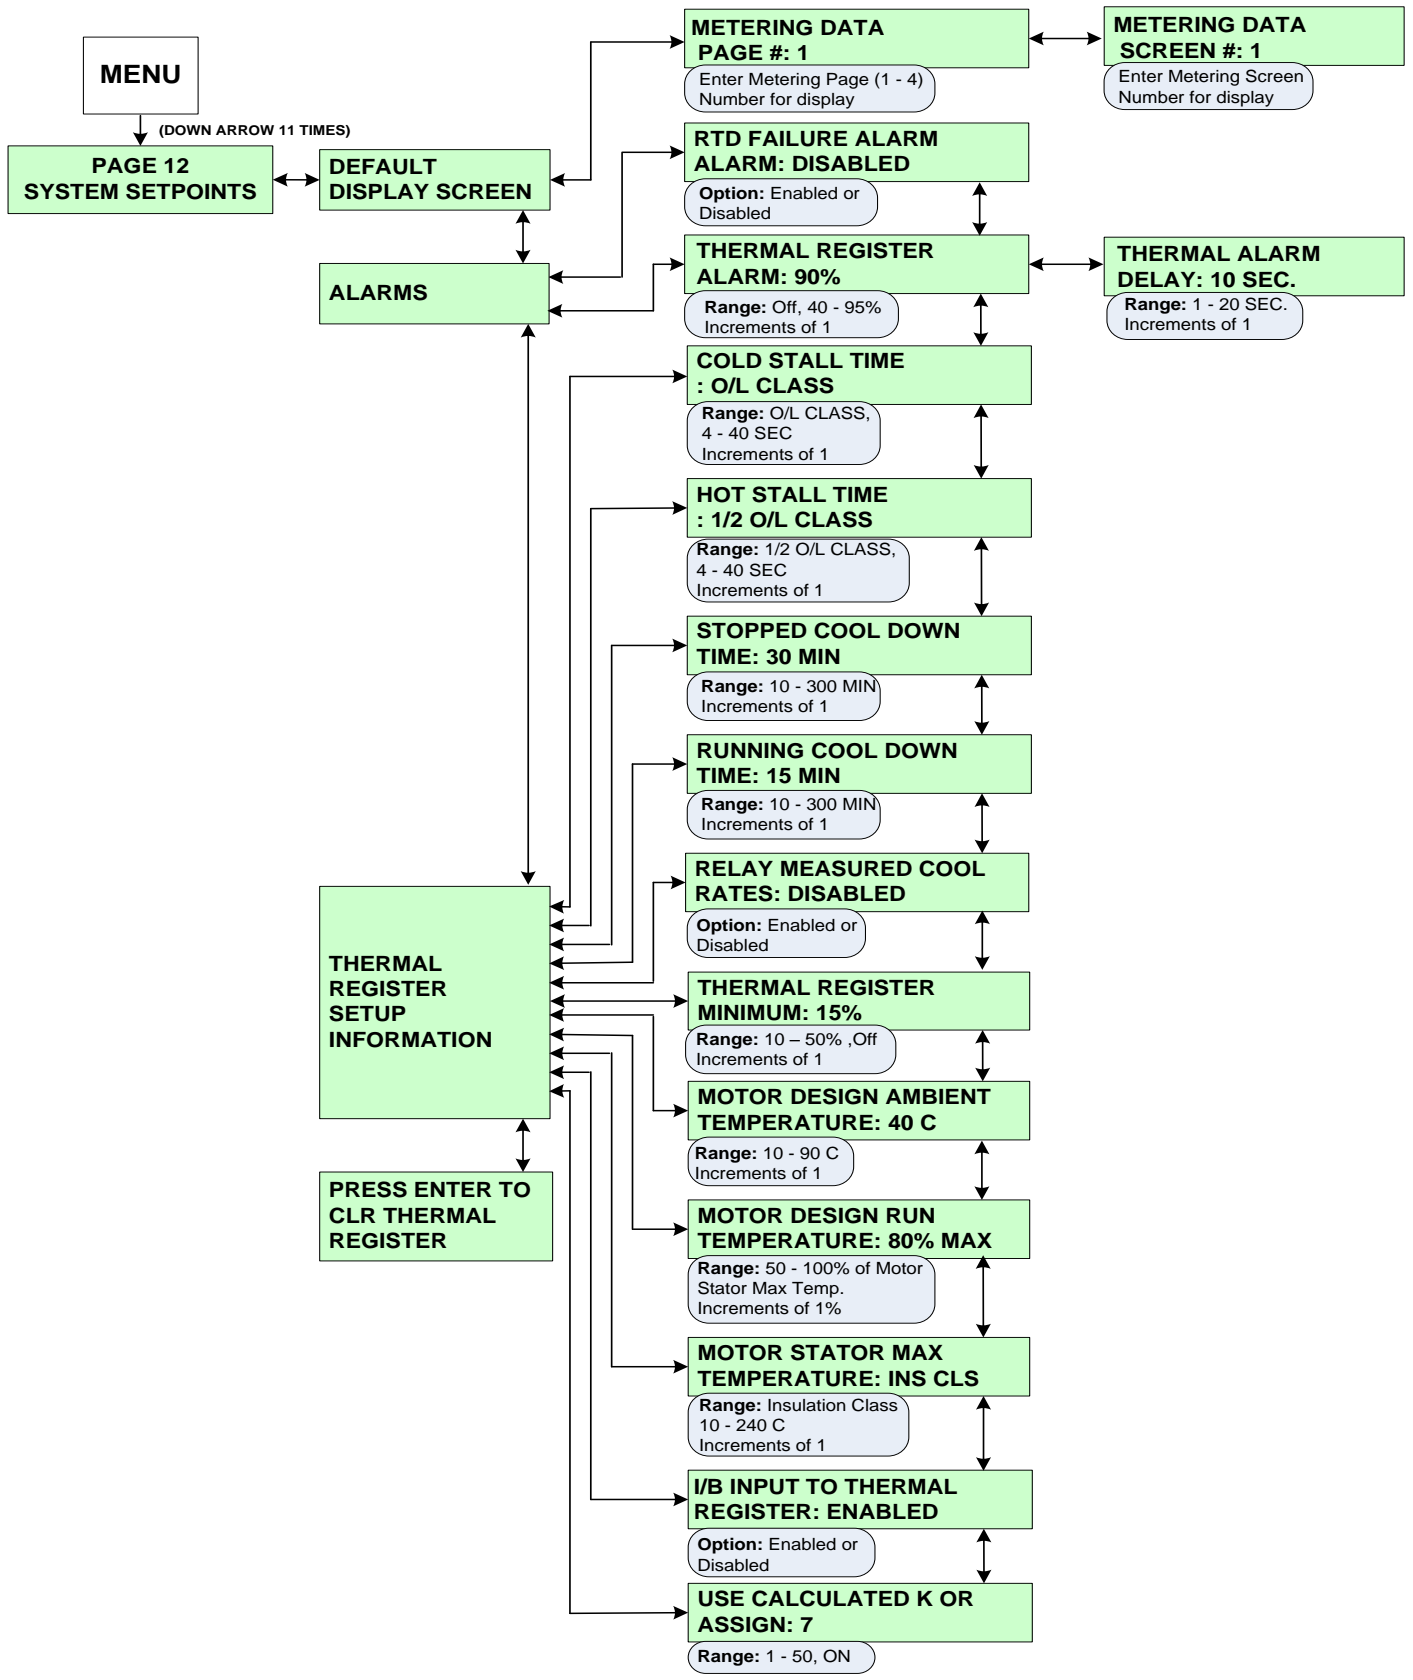 MENU
(DOWN ARROW 11 TIMES)
PAGE 12
SYSTEM SETPOINTS
DEFAULT
DISPLAY SCREEN
METERING DATA
PAGE #: 1
Enter Metering Page (1 - 4)
Number for display
METERING DATA
SCREEN #: 1
Enter Metering Screen
Number for display
ALARMS
RTD FAILURE ALARM
ALARM: DISABLED
Option: Enabled or
Disabled
THERMAL REGISTER
ALARM: 90%
Range: Off, 40 - 95%
Increments of 1
THERMAL ALARM
DELAY: 10 SEC.
Range: 1 - 20 SEC.
Increments of 1
THERMAL
REGISTER
SETUP
INFORMATION
COLD STALL TIME
: O/L CLASS
Range: O/L CLASS,
4 - 40 SEC
Increments of 1
HOT STALL TIME
: 1/2 O/L CLASS
Range: 1/2 O/L CLASS,
4 - 40 SEC
Increments of 1
STOPPED COOL DOWN
TIME: 30 MIN
Range: 10 - 300 MIN
Increments of 1
RUNNING COOL DOWN
TIME: 15 MIN
Range: 10 - 300 MIN
Increments of 1
RELAY MEASURED COOL
RATES: DISABLED
Option: Enabled or
Disabled
THERMAL REGISTER
MINIMUM: 15%
Range: 10 – 50% ,Off
Increments of 1
MOTOR DESIGN AMBIENT
TEMPERATURE: 40 C
Range: 10 - 90 C
Increments of 1
MOTOR DESIGN RUN
TEMPERATURE: 80% MAX
Range: 50 - 100% of Motor
Stator Max Temp.
Increments of 1%
MOTOR STATOR MAX
TEMPERATURE: INS CLS
Range: Insulation Class
10 - 240 C
Increments of 1
I/B INPUT TO THERMAL
REGISTER: ENABLED
Option: Enabled or
Disabled
USE CALCULATED K OR
ASSIGN: 7
Range: 1 - 50, ON
PRESS ENTER TO
CLR THERMAL
REGISTER